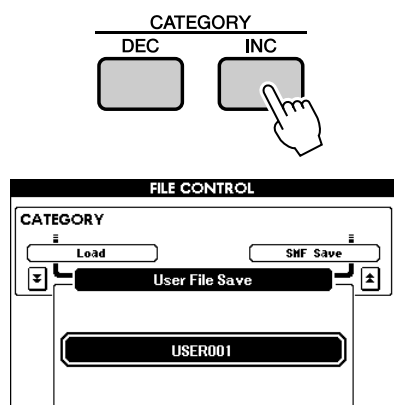 CATEGORY
DEC INC
FILE CONTROL
CATEGORY
Load SMF Save
User File Save
USER001